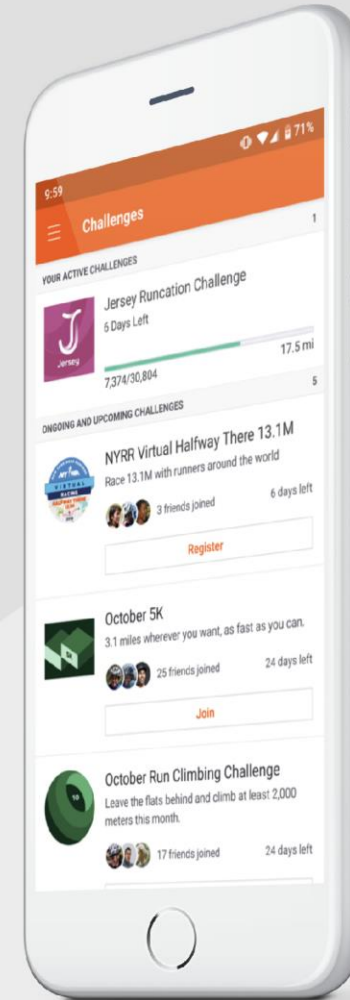 9:59
71%
Challenges
YOUR ACTIVE CHALLENGES
1
Jersey Runcation Challenge
6 Days Left
Jersey
17.5 mi
7,374/30,804
ONGOING AND UPCOMING CHALLENGES
5
NYRR Virtual Halfway There 13.1M
Race 13.1M with runners around the world
VIRTUAL
RACING
3 friends joined
6 days left
Register
October 5K
3.1 miles wherever you want, as fast as you can.
5K
25 friends joined
24 days left
Join
October Run Climbing Challenge
Leave the flats behind and climb at least 2,000
meters this month.
17 friends joined
24 days left